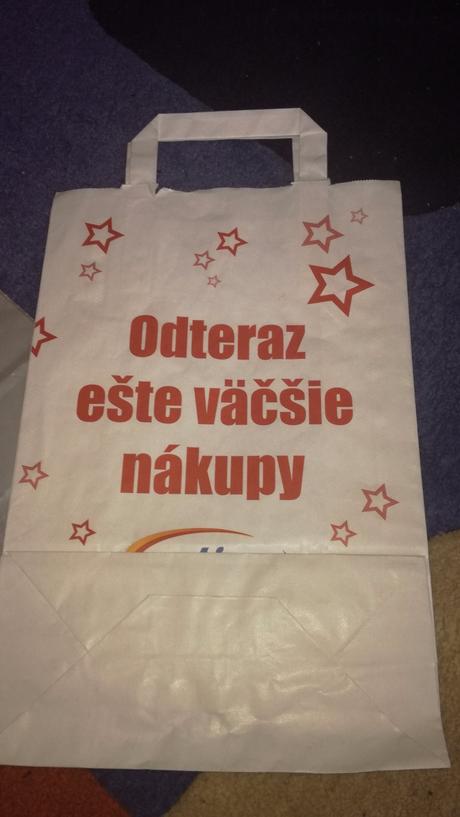 Odteraz
ešte väčšie
nákupy